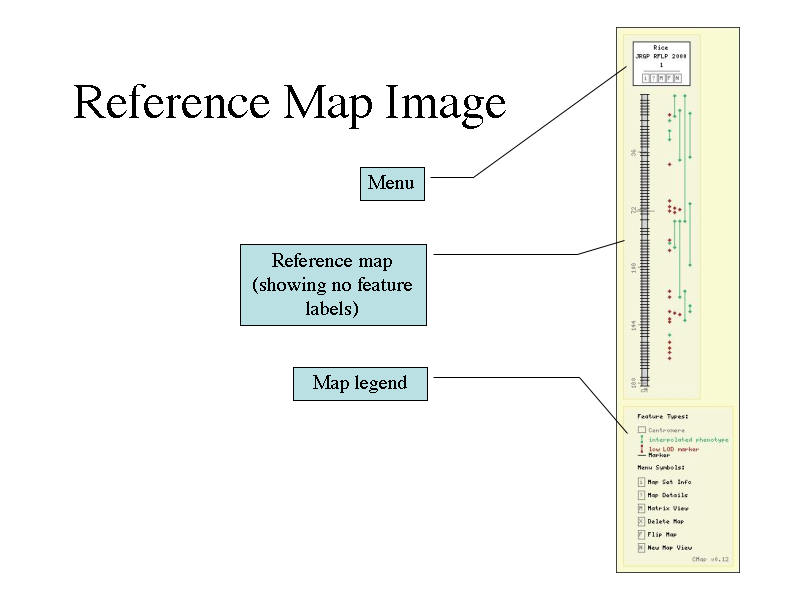 Reference Map Image
Menu
Reference map
(showing no feature
labels)
Map legend
Rice
JRGP RFLP 2000
1
i ? M F N
36
72
144
180
cM
Feature Types:
Centromere
interpolated phenotype
low LOD marker
Marker
Menu Symbols:
i Map Set Info
? Map Details
M Matrix View
X Delete Map
F Flip Map
N New Map View
CMap v0.12